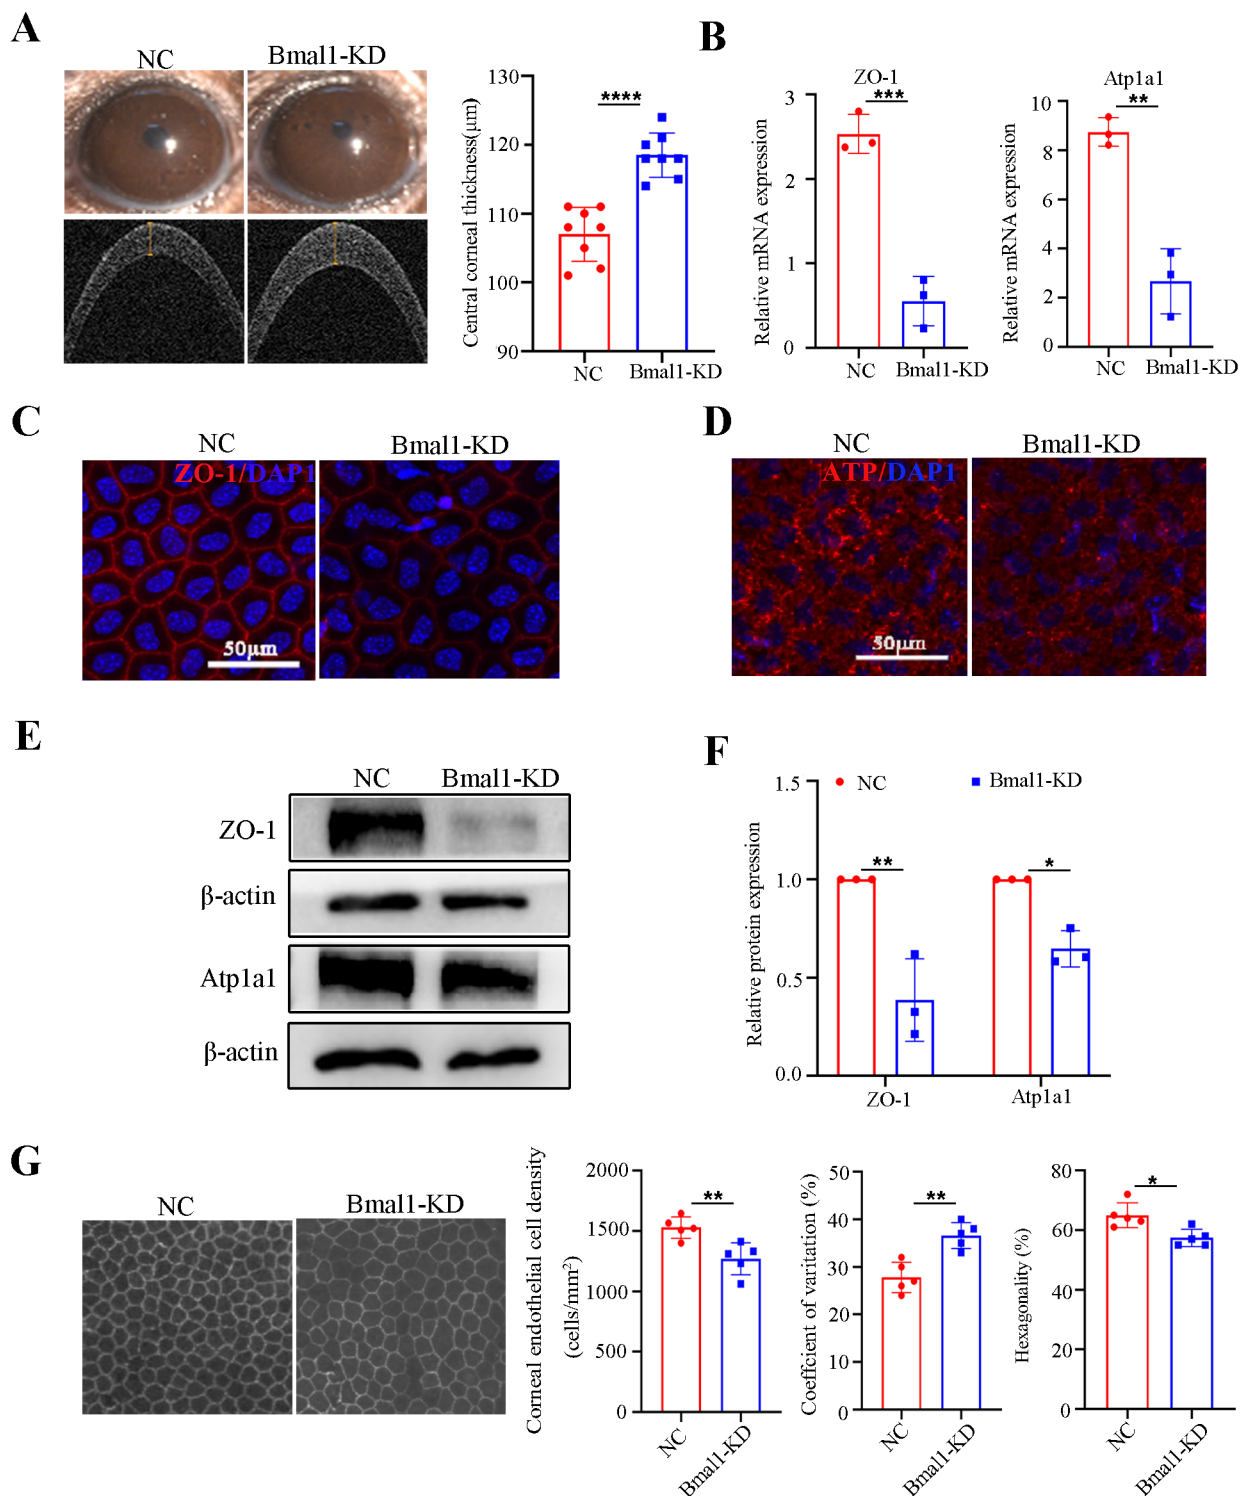 A
NC
Bmal1-KD
Central corneal thickness(μm)
130
120
110
100
90
****
NC
Bmal1-KD
B
ZO-1
Relative mRNA expression
3
2
1
0
***
NC
Bmal1-KD
Atp1a1
Relative mRNA expression
10
8
6
4
2
0
**
NC
Bmal1-KD
C
NC
Bmal1-KD
ZO-1/DAP1
50μm
D
NC
Bmal1-KD
ATP/DAP1
50μm
E
NC
Bmal1-KD
ZO-1
β-actin
Atp1a1
β-actin
F
NC
Bmal1-KD
Relative protein expression
1.5
1.0
0.5
0.0
**
*
ZO-1
Atp1a1
G
NC
Bmal1-KD
Corneal endothelial cell density
(cells/mm²)
2000
1500
1000
500
0
**
NC
Bmal1-KD
Coeffcient of varitation (%)
50
40
30
20
10
0
**
NC
Bmal1-KD
Hexagonality (%)
80
60
40
20
0
*
NC
Bmal1-KD